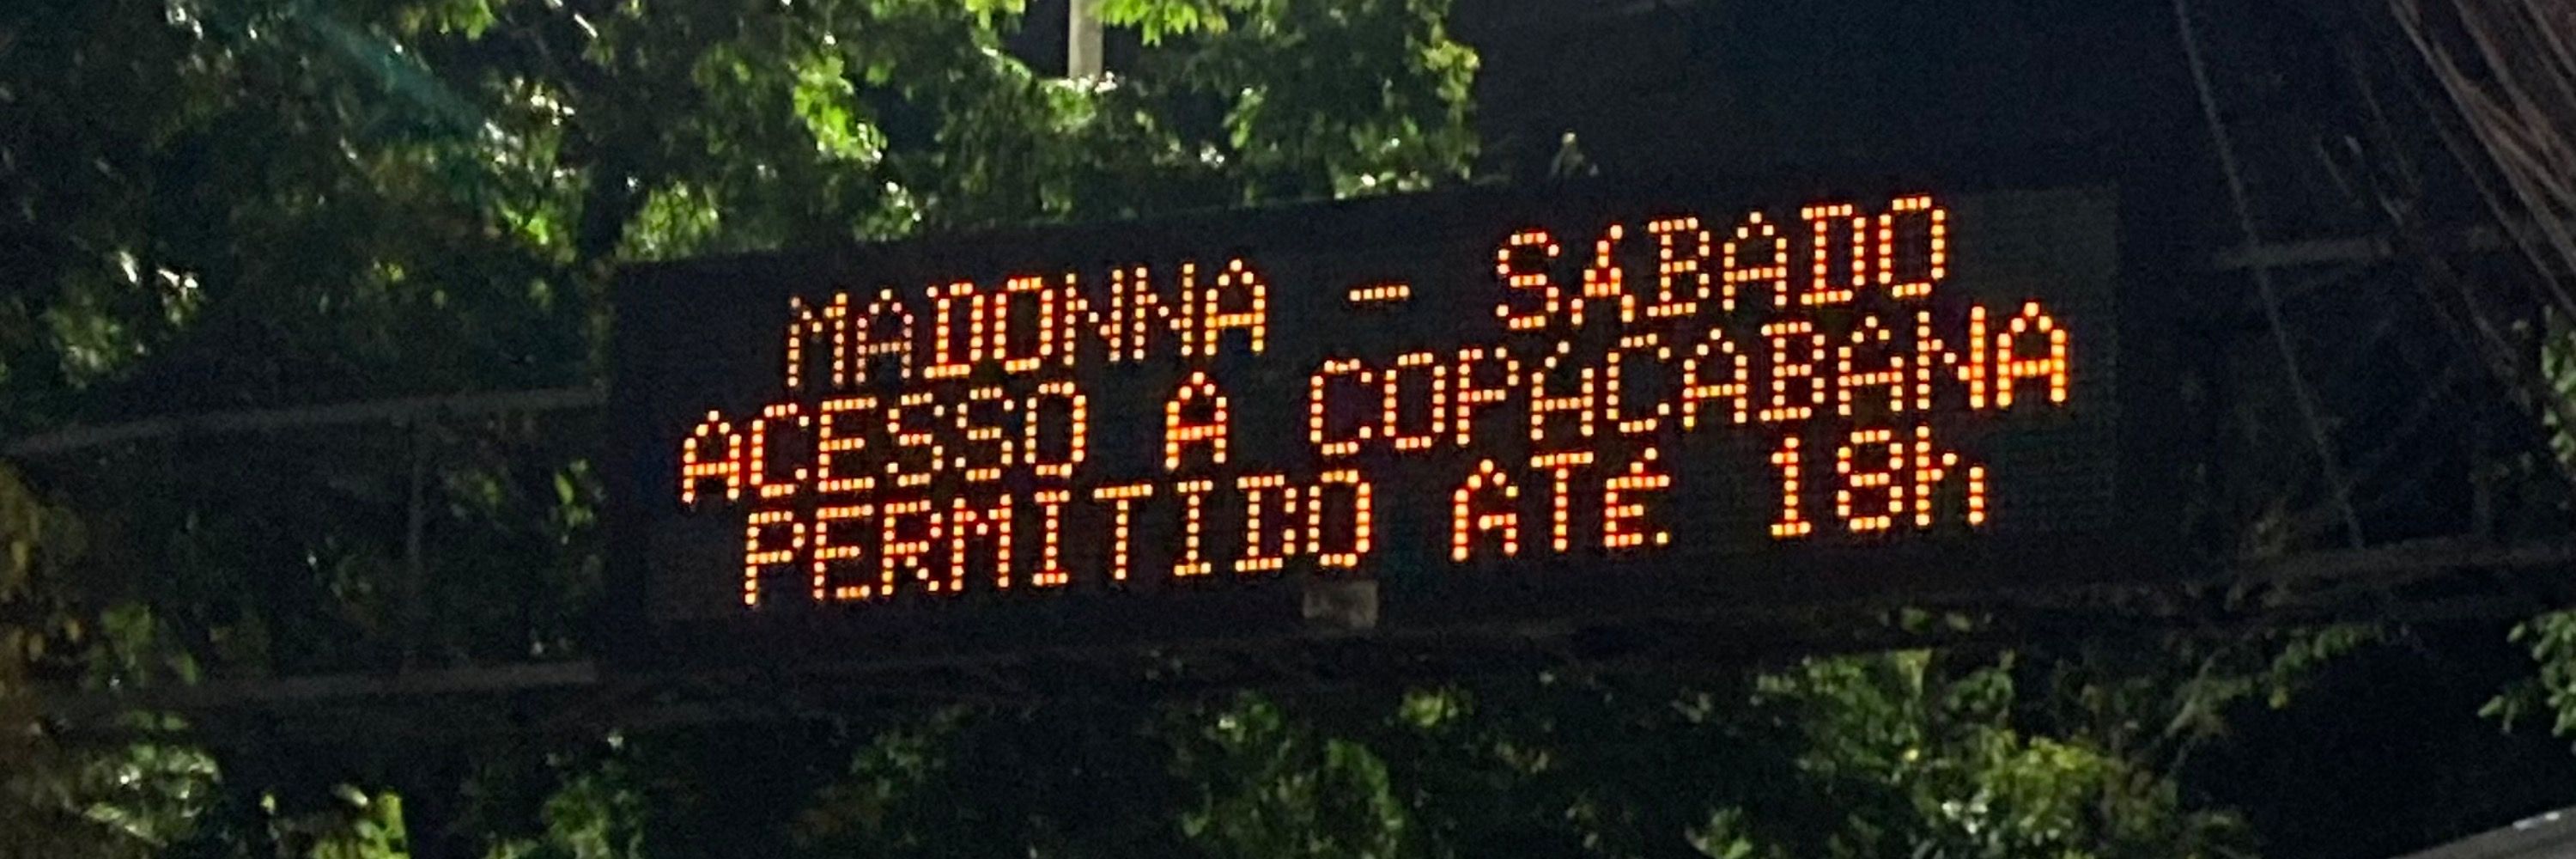 MADONNA - SÁBADO
ACESSO A COPACABANA
PERMITIDO ATÉ 18h